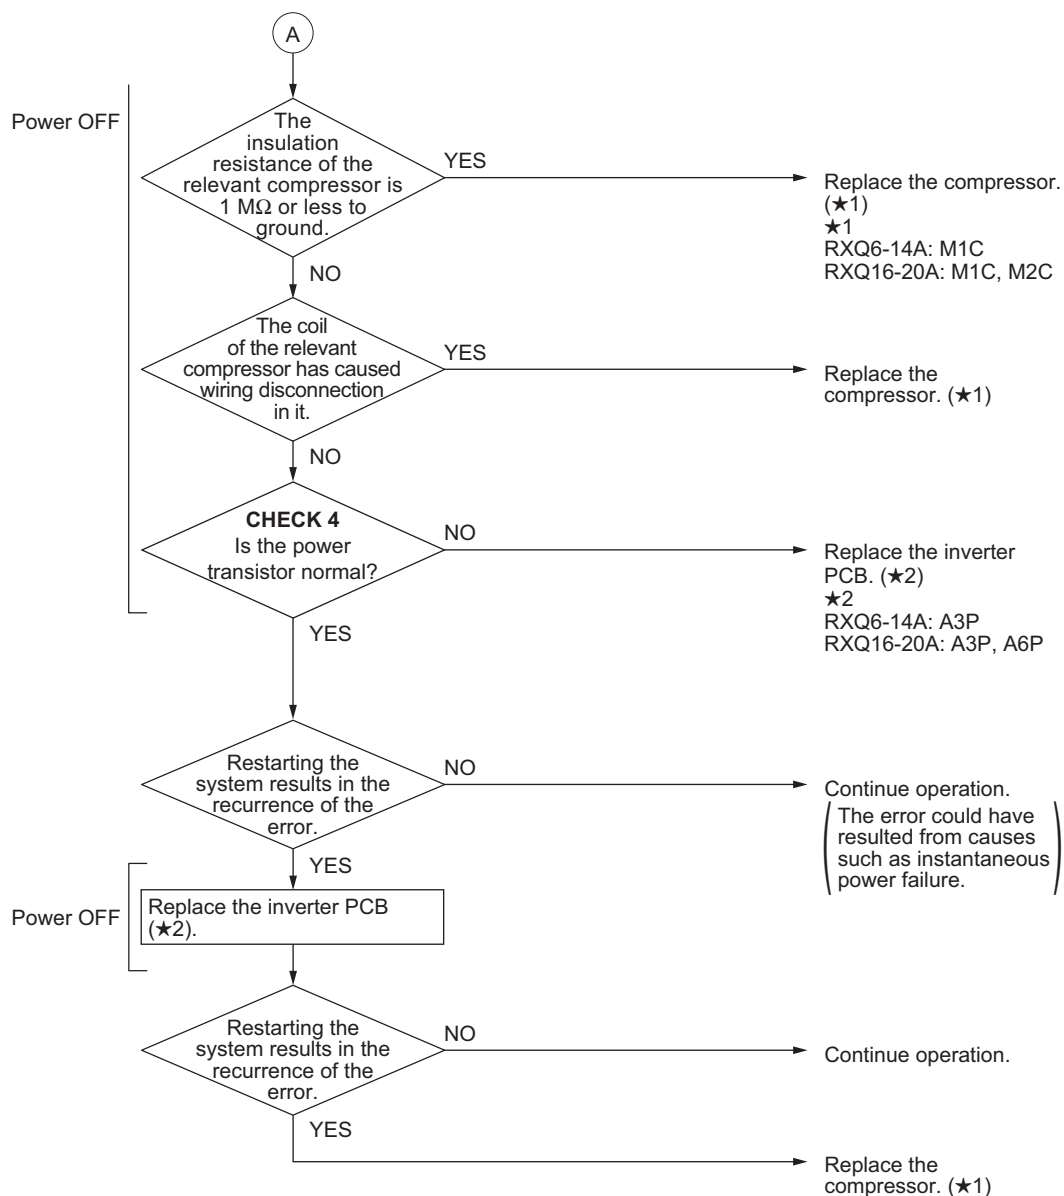 A
Power OFF
The
insulation
resistance of the
relevant compressor is
1 MΩ or less to
ground.
YES
Replace the compressor.
(★1)
★1
RXQ6-14A: M1C
RXQ16-20A: M1C, M2C
NO
The coil
of the relevant
compressor has caused
wiring disconnection
in it.
YES
Replace the
compressor. (★1)
NO
CHECK 4
Is the power
transistor normal?
NO
Replace the inverter
PCB. (★2)
★2
RXQ6-14A: A3P
RXQ16-20A: A3P, A6P
YES
Restarting the
system results in the
recurrence of the
error.
NO
Continue operation.
(The error could have
resulted from causes
such as instantaneous
power failure.)
YES
Power OFF
Replace the inverter PCB
(★2).
Restarting the
system results in the
recurrence of the
error.
NO
Continue operation.
YES
Replace the
compressor. (★1)